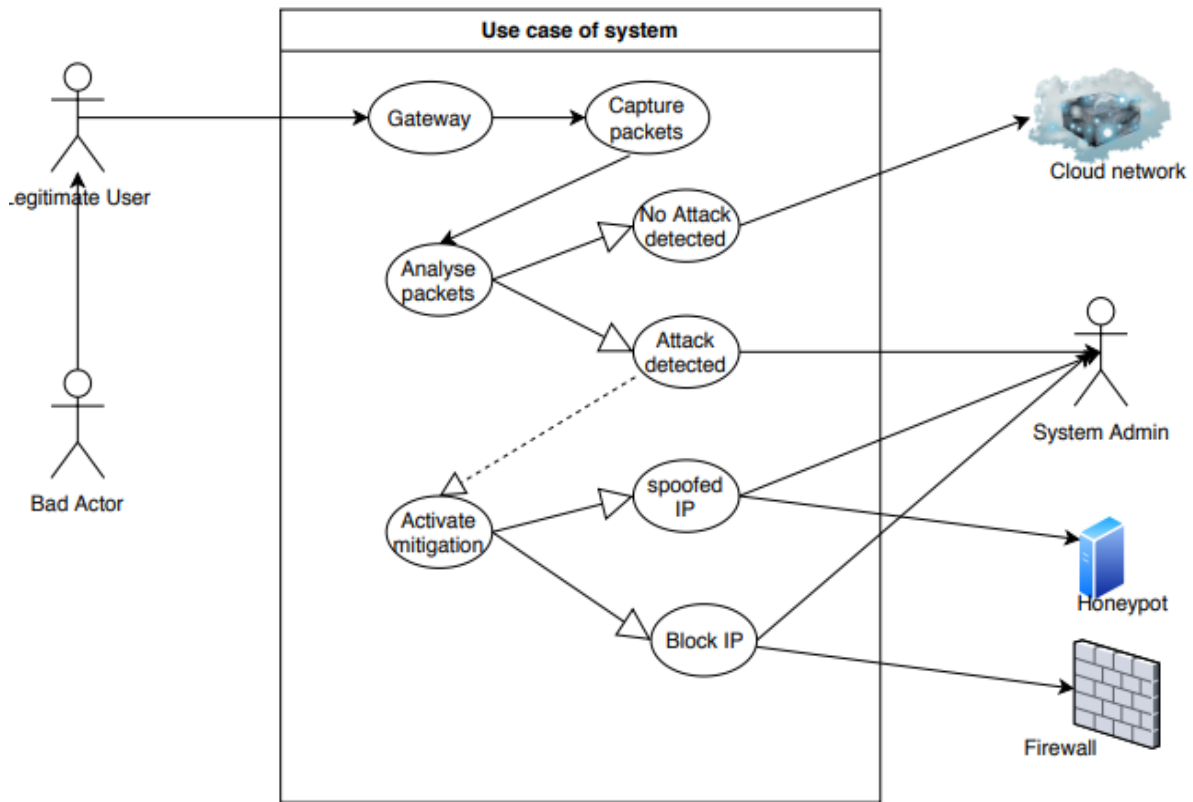 Use case of system
Gateway
Capture
packets
Legitimate User
Cloud network
No Attack
detected
Analyse
packets
Attack
detected
System Admin
Bad Actor
spoofed
IP
Activate
mitigation
Honeypot
Block IP
Firewall